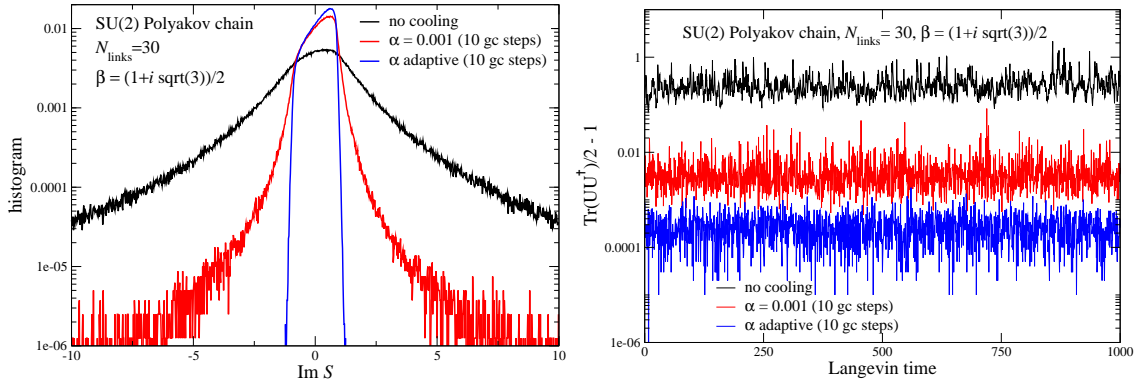 SU(2) Polyakov chain
N_links=30
β = (1+i sqrt(3))/2
no cooling
α = 0.001 (10 gc steps)
α adaptive (10 gc steps)
histogram
0.01
0.001
0.0001
1e-05
1e-06
-10 -5 0 5 10
Im S
SU(2) Polyakov chain, N_links= 30, β = (1+i sqrt(3))/2
Tr(UU†)/2 - 1
1
0.01
0.0001
1e-06
no cooling
α = 0.001 (10 gc steps)
α adaptive (10 gc steps)
0 250 500 750 1000
Langevin time